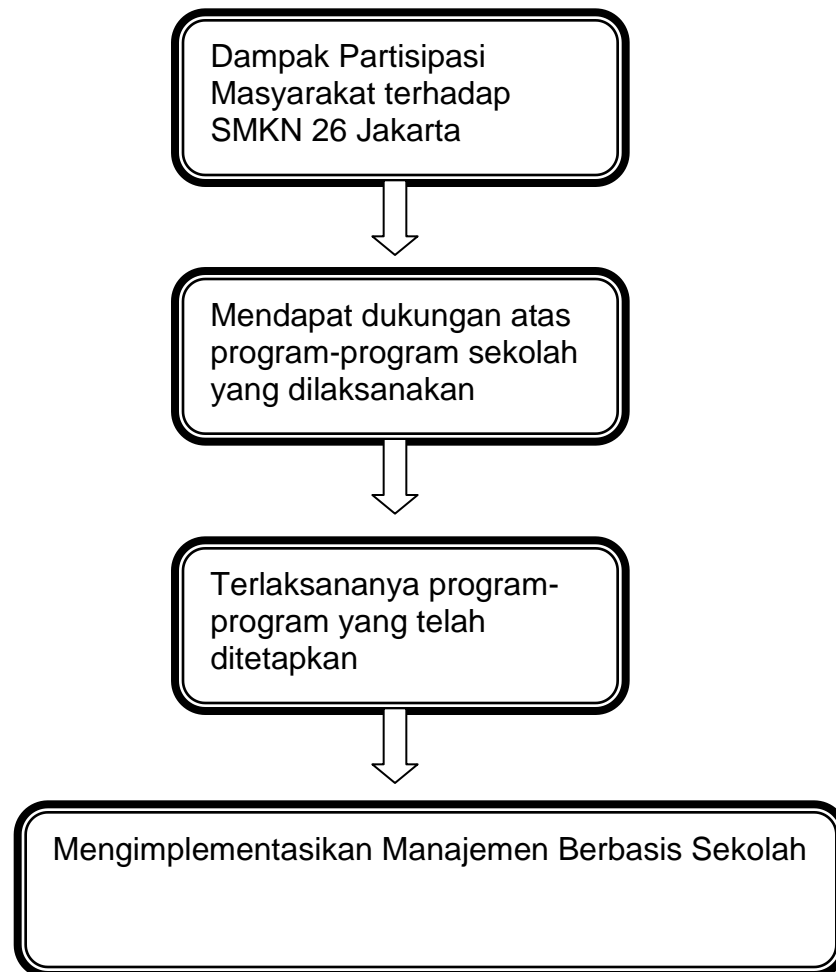 Dampak Partisipasi
Masyarakat terhadap
SMKN 26 Jakarta
Mendapat dukungan atas
program-program sekolah
yang dilaksanakan
Terlaksananya program-
program yang telah
ditetapkan
Mengimplementasikan Manajemen Berbasis Sekolah